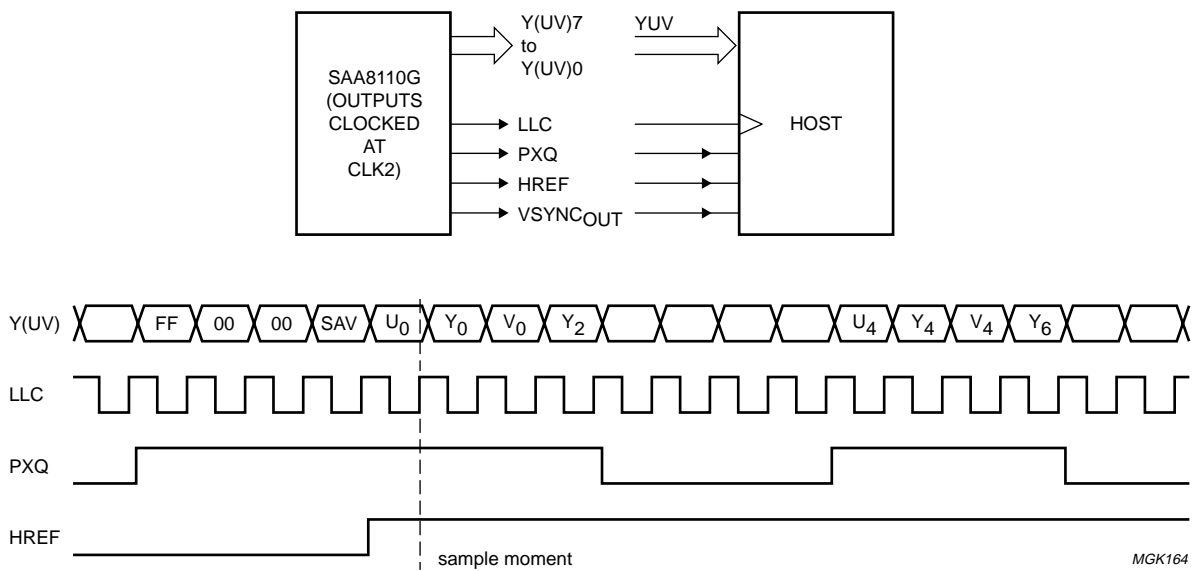 SAA8110G
(OUTPUTS
CLOCKED
AT
CLK2)
Y(UV)7
to
Y(UV)0
YUV
LLC
PXQ
HREF
VSYNCOUT
HOST
Y(UV) FF 00 00 SAV U0 Y0 V0 Y2 U4 Y4 V4 Y6
LLC
PXQ
HREF
sample moment
MGK164